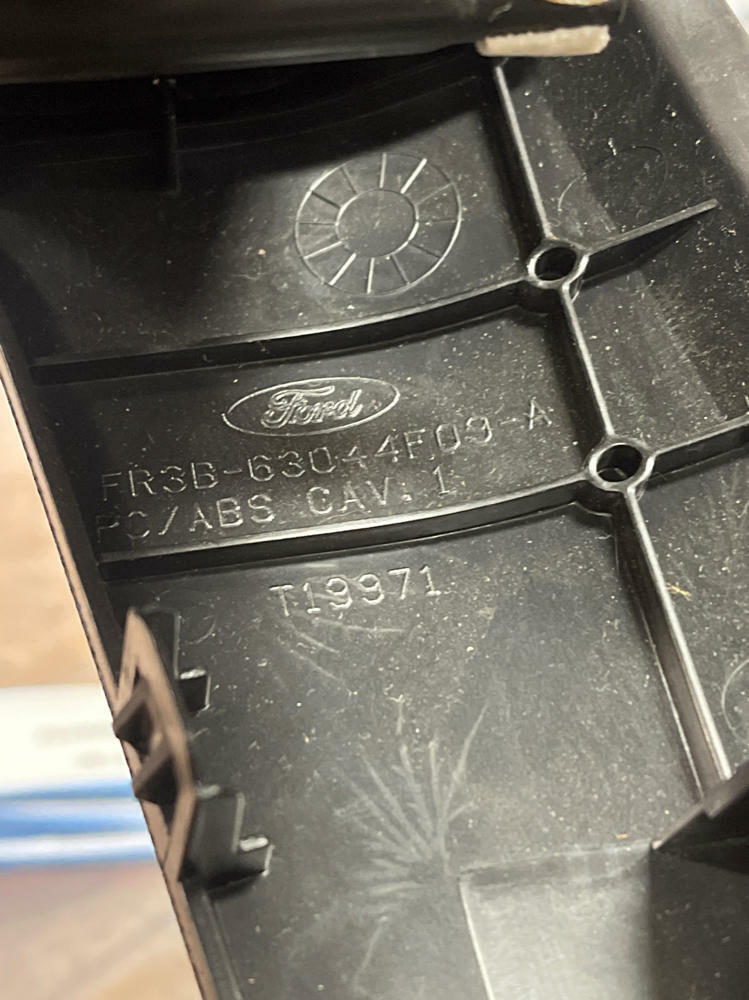 Ford
FR3B-63044F09-A
PC/ABS CAV. 1
T19971